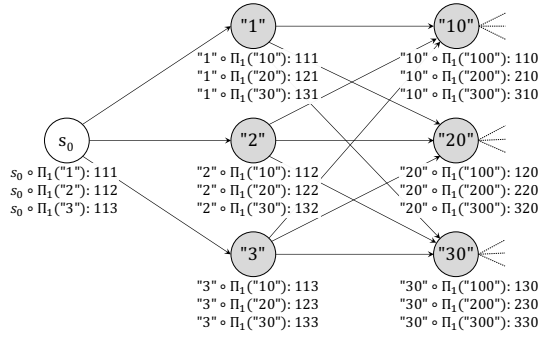 "1"
"10"
"1" ∘ Π₁("10"): 111
"1" ∘ Π₁("20"): 121
"1" ∘ Π₁("30"): 131
"10" ∘ Π₁("100"): 110
"10" ∘ Π₁("200"): 210
"10" ∘ Π₁("300"): 310
s₀
"2"
"20"
s₀ ∘ Π₁("1"): 111
s₀ ∘ Π₁("2"): 112
s₀ ∘ Π₁("3"): 113
"2" ∘ Π₁("10"): 112
"2" ∘ Π₁("20"): 122
"2" ∘ Π₁("30"): 132
"20" ∘ Π₁("100"): 120
"20" ∘ Π₁("200"): 220
"20" ∘ Π₁("300"): 320
"3"
"30"
"3" ∘ Π₁("10"): 113
"3" ∘ Π₁("20"): 123
"3" ∘ Π₁("30"): 133
"30" ∘ Π₁("100"): 130
"30" ∘ Π₁("200"): 230
"30" ∘ Π₁("300"): 330